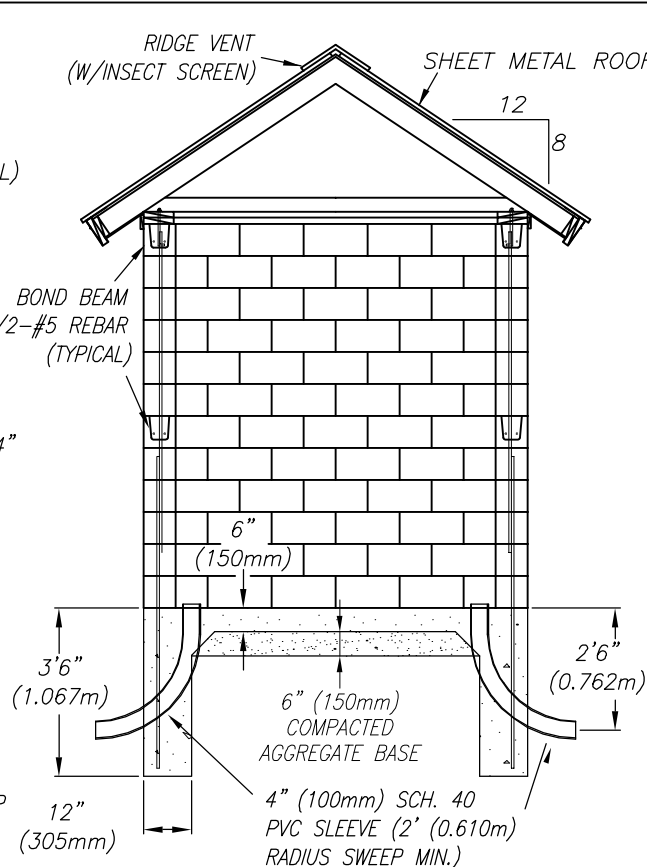 RIDGE VENT
(W/INSECT SCREEN)
SHEET METAL ROOF
12
8
L)
BOND BEAM
/2-#5 REBAR
(TYPICAL)
4"
6"
(150mm)
3'6"
(1.067m)
2'6"
(0.762m)
6" (150mm)
COMPACTED
AGGREGATE BASE
P
12"
(305mm)
4" (100mm) SCH. 40
PVC SLEEVE (2' (0.610m)
RADIUS SWEEP MIN.)